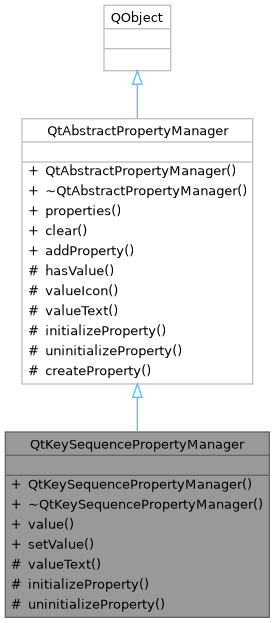 QObject
QtAbstractPropertyManager
+ QtAbstractPropertyManager()
+ ~QtAbstractPropertyManager()
+ properties()
+ clear()
+ addProperty()
# hasValue()
# valueIcon()
# valueText()
# initializeProperty()
# uninitializeProperty()
# createProperty()
QtKeySequencePropertyManager
+ QtKeySequencePropertyManager()
+ ~QtKeySequencePropertyManager()
+ value()
+ setValue()
# valueText()
# initializeProperty()
# uninitializeProperty()